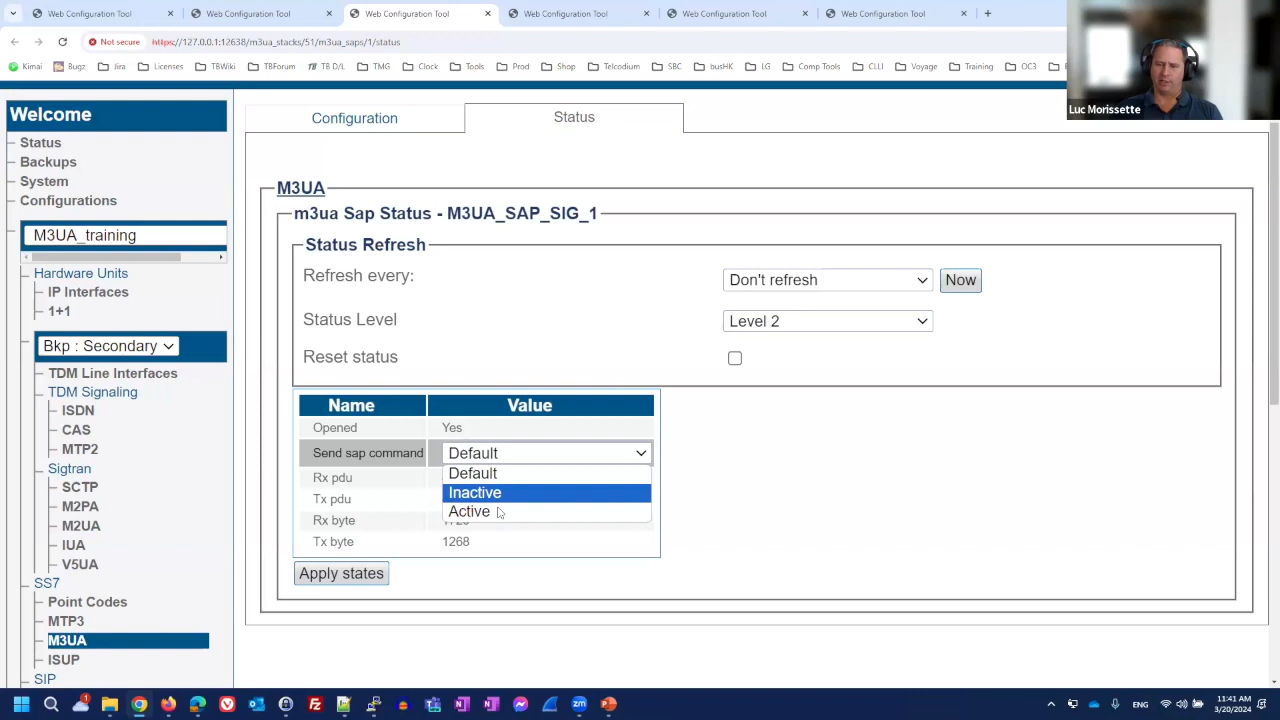 Web Configuration Tool
Web Configuration Tool
Web Configuration Tool
Web Configuration Tool
Web Configuration Tool
Web Configuration Tool
Not secure https://127.0.0.1:12638/m3ua_stacks/51/m3ua_saps/1/status
Kimai Bugz Jira Licenses TBWiki TBForum TB D/L TMG Clock Tools Prod Shop Telcodium SBC busHK LG Comp Tools CLLI Voyage Training OC3
Luc Morissette
Welcome
Status
Backups
System
Configurations
M3UA_training
Hardware Units
IP Interfaces
1+1
Bkp : Secondary
TDM Line Interfaces
TDM Signaling
ISDN
CAS
MTP2
Sigtran
SCTP
M2PA
M2UA
IUA
V5UA
SS7
Point Codes
MTP3
M3UA
ISUP
SIP
Configuration
Status
M3UA
m3ua Sap Status - M3UA_SAP_SIG_1
Status Refresh
Refresh every: Don't refresh Now
Status Level Level 2
Reset status
Name Value
Opened Yes
Send sap command Default
Default
Inactive
Active
Rx pdu
Tx pdu
Rx byte
Tx byte 1268
Apply states
ENG
11:41 AM
3/20/2024